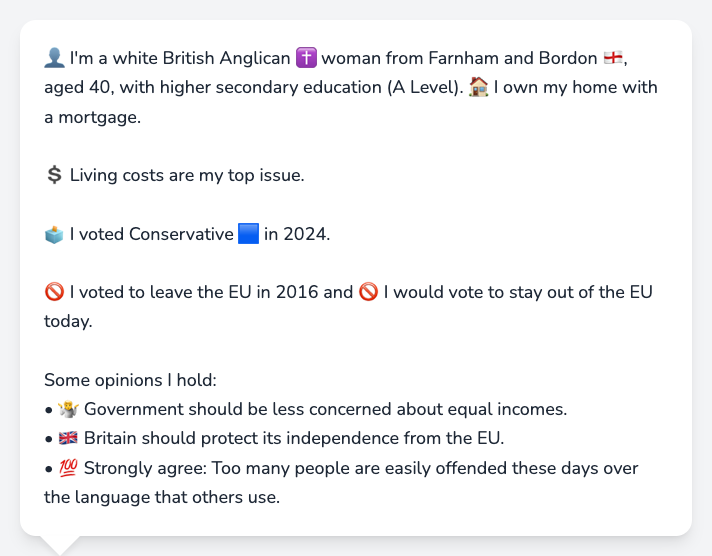 👤 I'm a white British Anglican ✝️ woman from Farnham and Bordon 🏴󠁧󠁢󠁥󠁮󠁧󠁿,
aged 40, with higher secondary education (A Level). 🏠 I own my home with
a mortgage.
💲 Living costs are my top issue.
🗳️ I voted Conservative 🟦 in 2024.
🚫 I voted to leave the EU in 2016 and 🚫 I would vote to stay out of the EU
today.
Some opinions I hold:
• 🤷 Government should be less concerned about equal incomes.
• 🇬🇧 Britain should protect its independence from the EU.
• 💯 Strongly agree: Too many people are easily offended these days over
the language that others use.